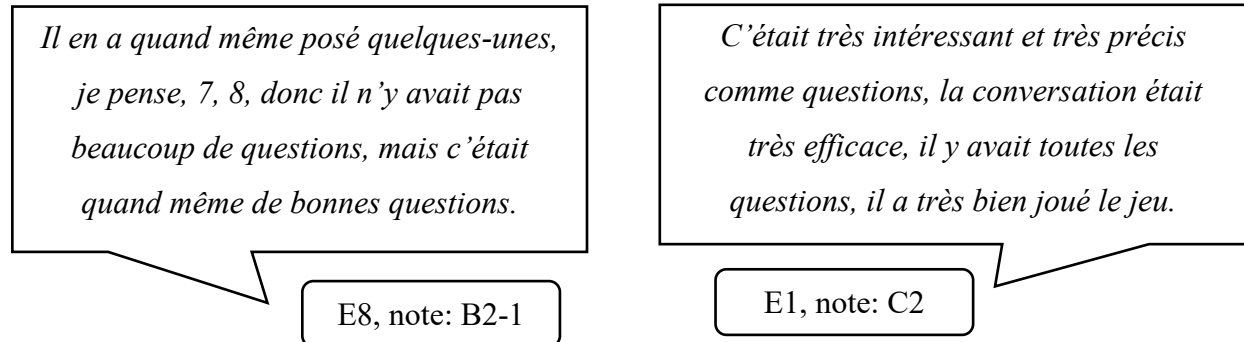 Il en a quand même posé quelques-unes,
je pense, 7, 8, donc il n’y avait pas
beaucoup de questions, mais c’était
quand même de bonnes questions.
E8, note: B2-1
C’était très intéressant et très précis
comme questions, la conversation était
très efficace, il y avait toutes les
questions, il a très bien joué le jeu.
E1, note: C2